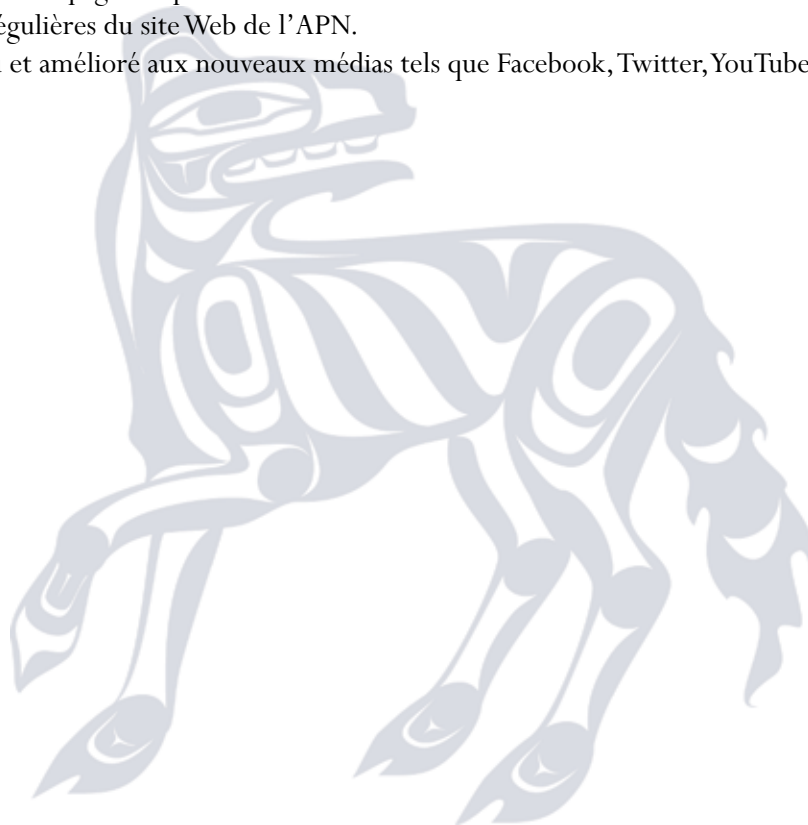 égulières du site Web de l’APN.
et amélioré aux nouveaux médias tels que Facebook, Twitter, YouTube